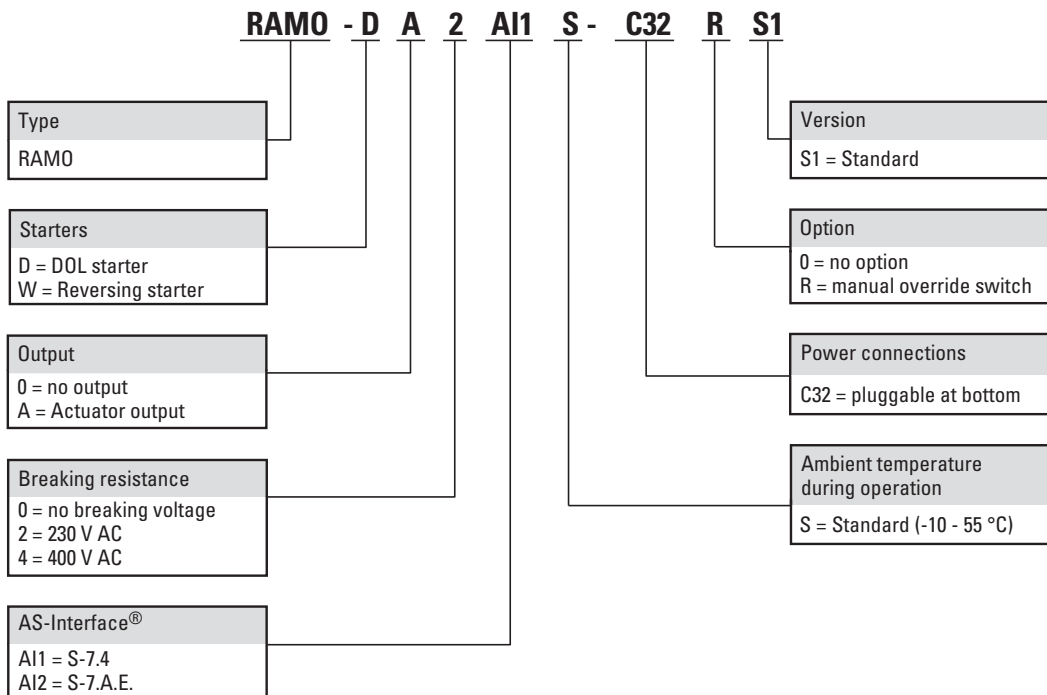 RAMO - D A 2 AI1 S - C32 R S1
Type
RAMO
Starters
D = DOL starter
W = Reversing starter
Output
0 = no output
A = Actuator output
Breaking resistance
0 = no breaking voltage
2 = 230 V AC
4 = 400 V AC
AS-Interface®
AI1 = S-7.4
AI2 = S-7.A.E.
Version
S1 = Standard
Option
0 = no option
R = manual override switch
Power connections
C32 = pluggable at bottom
Ambient temperature
during operation
S = Standard (-10 - 55 °C)